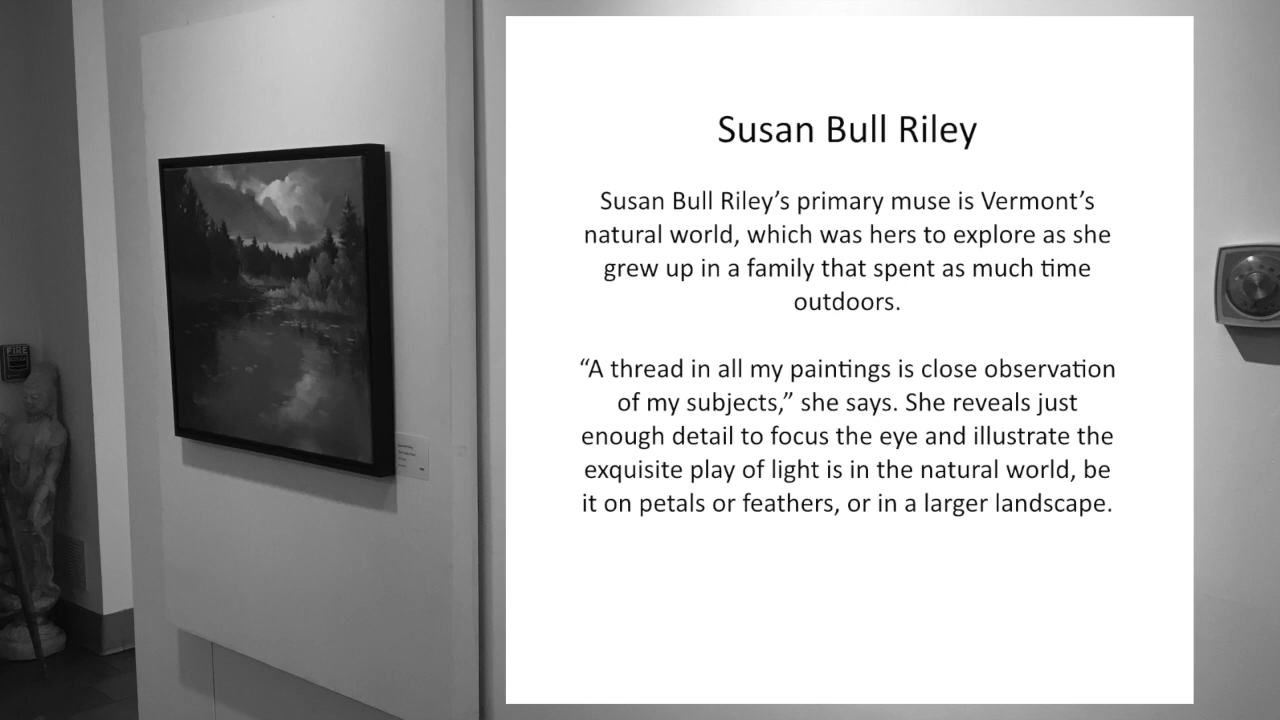 Susan Bull Riley
Susan Bull Riley’s primary muse is Vermont’s
natural world, which was hers to explore as she
grew up in a family that spent as much time
outdoors.
“A thread in all my paintings is close observation
of my subjects,” she says. She reveals just
enough detail to focus the eye and illustrate the
exquisite play of light is in the natural world, be
it on petals or feathers, or in a larger landscape.
FIRE